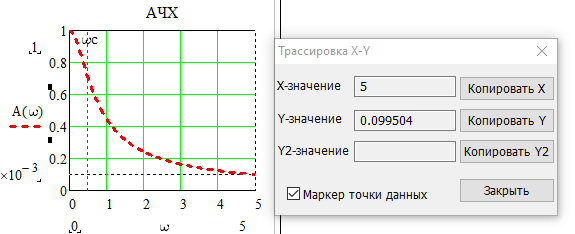 АЧХ
1
1
ωc
0.8
0.6
A(ω)
0.4
0.2
×10⁻³
0
0 1 2 3 4 5
0 ω 5
Трассировка X-Y
X-значение 5 Копировать X
Y-значение 0.099504 Копировать Y
Y2-значение Копировать Y2
Маркер точки данных Закрыть